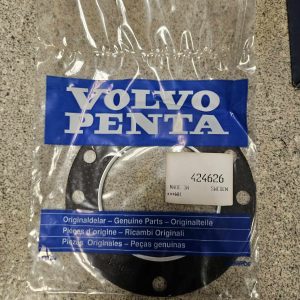 VOLVO
PENTA
424626
MADE IN SWEDEN
Originaldelar – Genuine Parts – Originalteile
Pièces d'origine – Ricambi Originali
Piezas Originales – Peças genuinas